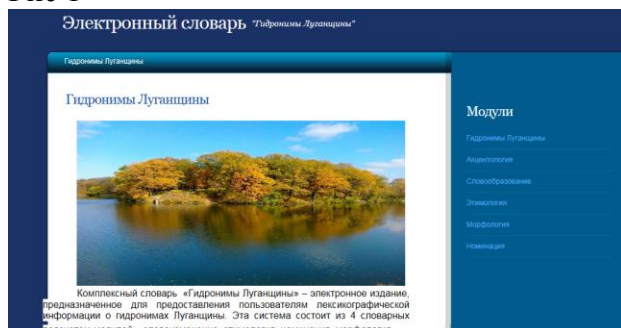 Электронный словарь "Гидронимы Луганщины"
Гидронимы Луганщины
Гидронимы Луганщины
Комплексный словарь «Гидронимы Луганщины» – электронное издание,
предназначенное для предоставления пользователям лексикографической
информации о гидронимах Луганщины. Эта система состоит из 4 словарных
Модули
Гидронимы Луганщины
Акцентология
Словообразование
Этимология
Морфология
Номинация